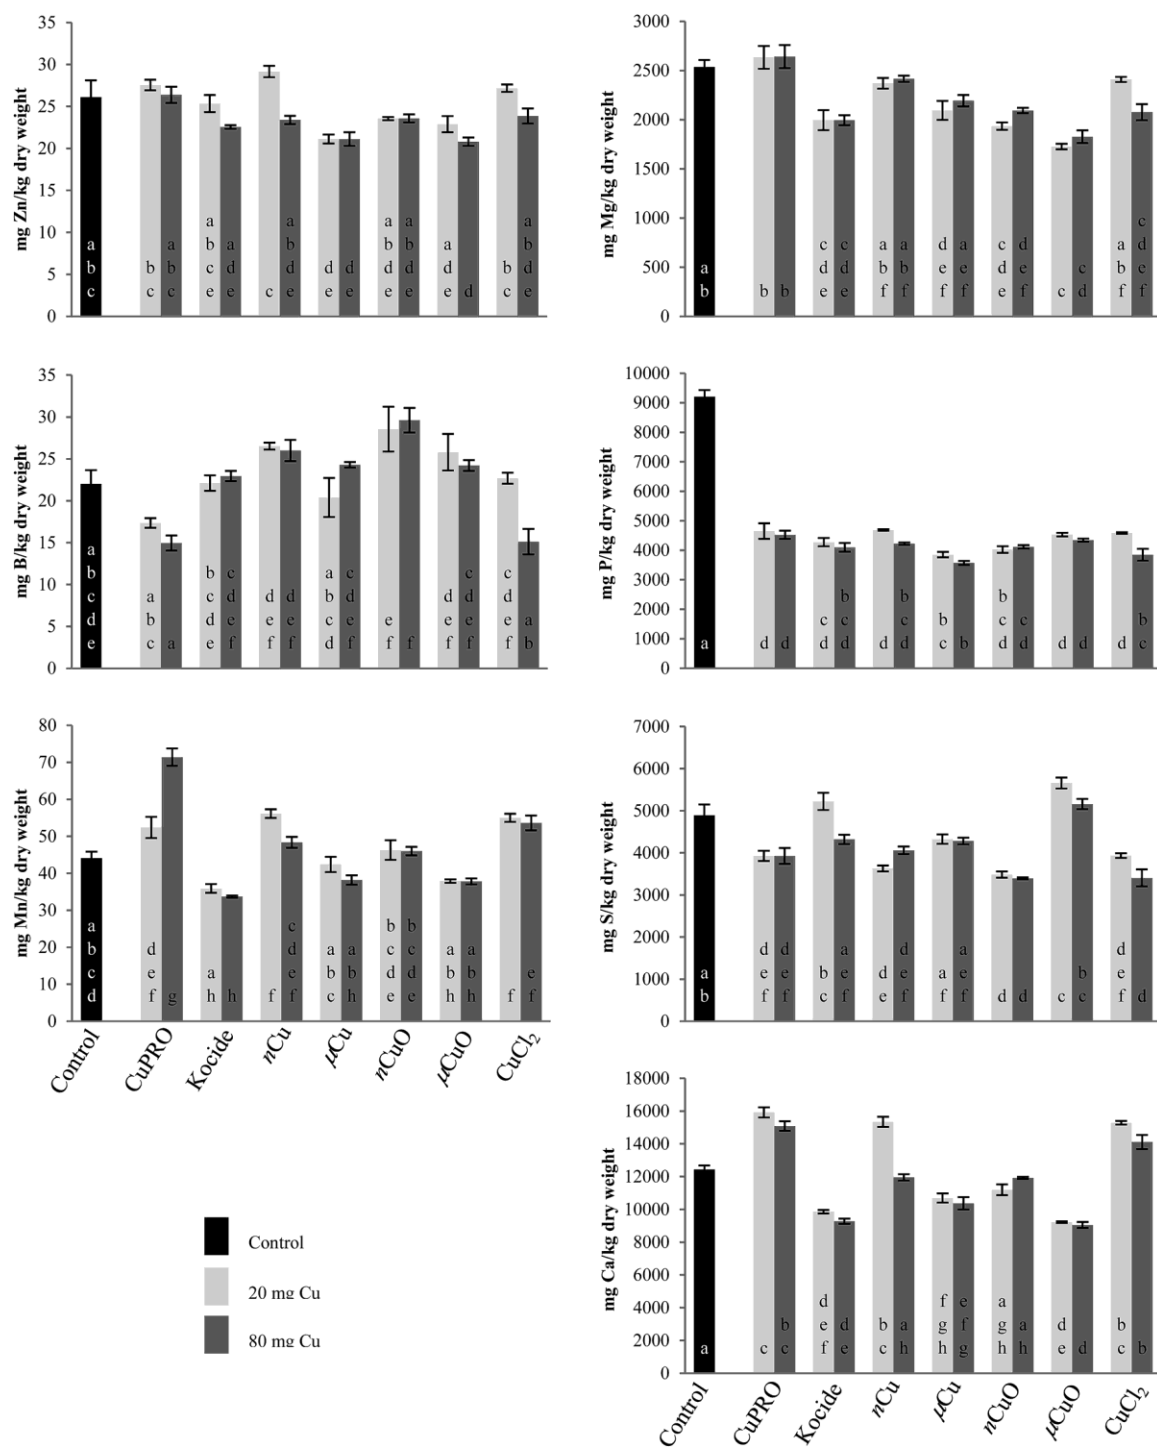 mg Zn/kg dry weight
35
30
25
20
15
10
5
0
a a a a a a a
b a b b b b a b
a b c d b d d d b d
b b c e e d d e e e b e
c c c c e d d d c
mg Mg/kg dry weight
3000
2500
2000
1500
1000
500
0
c
c c a a d a c d a d
a d d b b e e d e c b e
b b b e e f f f f e f c d f f
mg B/kg dry weight
35
30
25
20
15
10
5
0
a
b
c b c a c c c
d a c d d d b d d d d
b d e e e c e e e e e a
e c a e f f f d f f f f f f b
mg P/kg dry weight
10000
9000
8000
7000
6000
5000
4000
3000
2000
1000
0
b b b
c c c b c c b
a d d d d d d c b d d d d d c
mg Mn/kg dry weight
80
70
60
50
40
30
20
10
0
a c b b
b d d a a c c a a
c e a e b b d d b b
d f g h h f f c h e e h h f e
Control
CuPRO
Kocide
nCu
μCu
nCuO
μCuO
CuCl2
mg S/kg dry weight
7000
6000
5000
4000
3000
2000
1000
0
d d a d a d
a e e b e d e a e b e
b f f c f e f f f d d c c f d
mg Ca/kg dry weight
18000
16000
14000
12000
10000
8000
6000
4000
2000
0
d f e a
b e d b a g f g a d b
a c c f e c h h g h h e d c b
Control
CuPRO
Kocide
nCu
μCu
nCuO
μCuO
CuCl2
Control
20 mg Cu
80 mg Cu